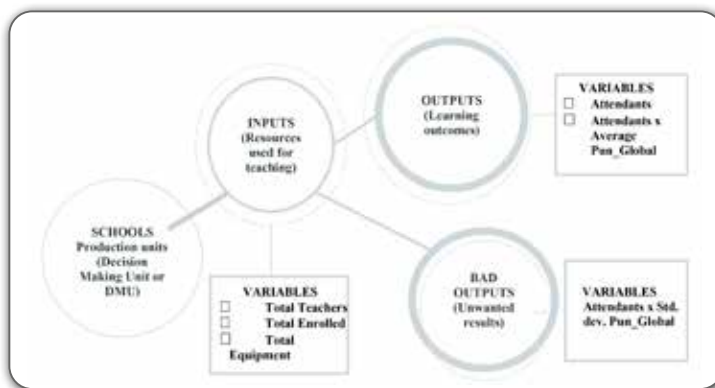 SCHOOLS
Production units
(Decision
Making Unit or
DMU)
INPUTS
(Resources
used for
teaching)
VARIABLES
Total Teachers
Total Enrolled
Total
Equipment
OUTPUTS
(Learning
outcomes)
VARIABLES
Attendants
Attendants x
Average
Pun_Global
BAD
OUTPUTS
(Unwanted
results)
VARIABLES
Attendants x Std.
dev. Pun_Global